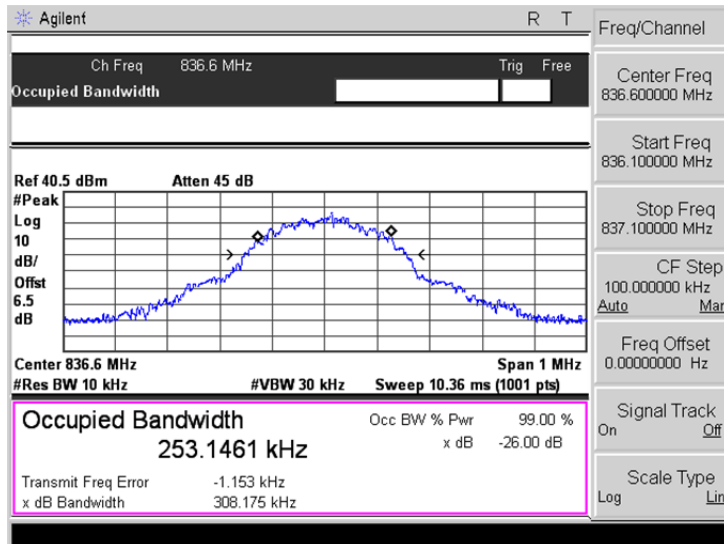 Agilent R T
Ch Freq 836.6 MHz Trig Free
Occupied Bandwidth
Ref 40.5 dBm Atten 45 dB
#Peak
Log
10
dB/
Offst
6.5
dB
Center 836.6 MHz Span 1 MHz
#Res BW 10 kHz #VBW 30 kHz Sweep 10.36 ms (1001 pts)
Occupied Bandwidth Occ BW % Pwr 99.00 %
253.1461 kHz x dB -26.00 dB
Transmit Freq Error -1.153 kHz
x dB Bandwidth 308.175 kHz
Freq/Channel
Center Freq
836.600000 MHz
Start Freq
836.100000 MHz
Stop Freq
837.100000 MHz
CF Step
100.000000 kHz
Auto Man
Freq Offset
0.00000000 Hz
Signal Track
On Off
Scale Type
Log Lin